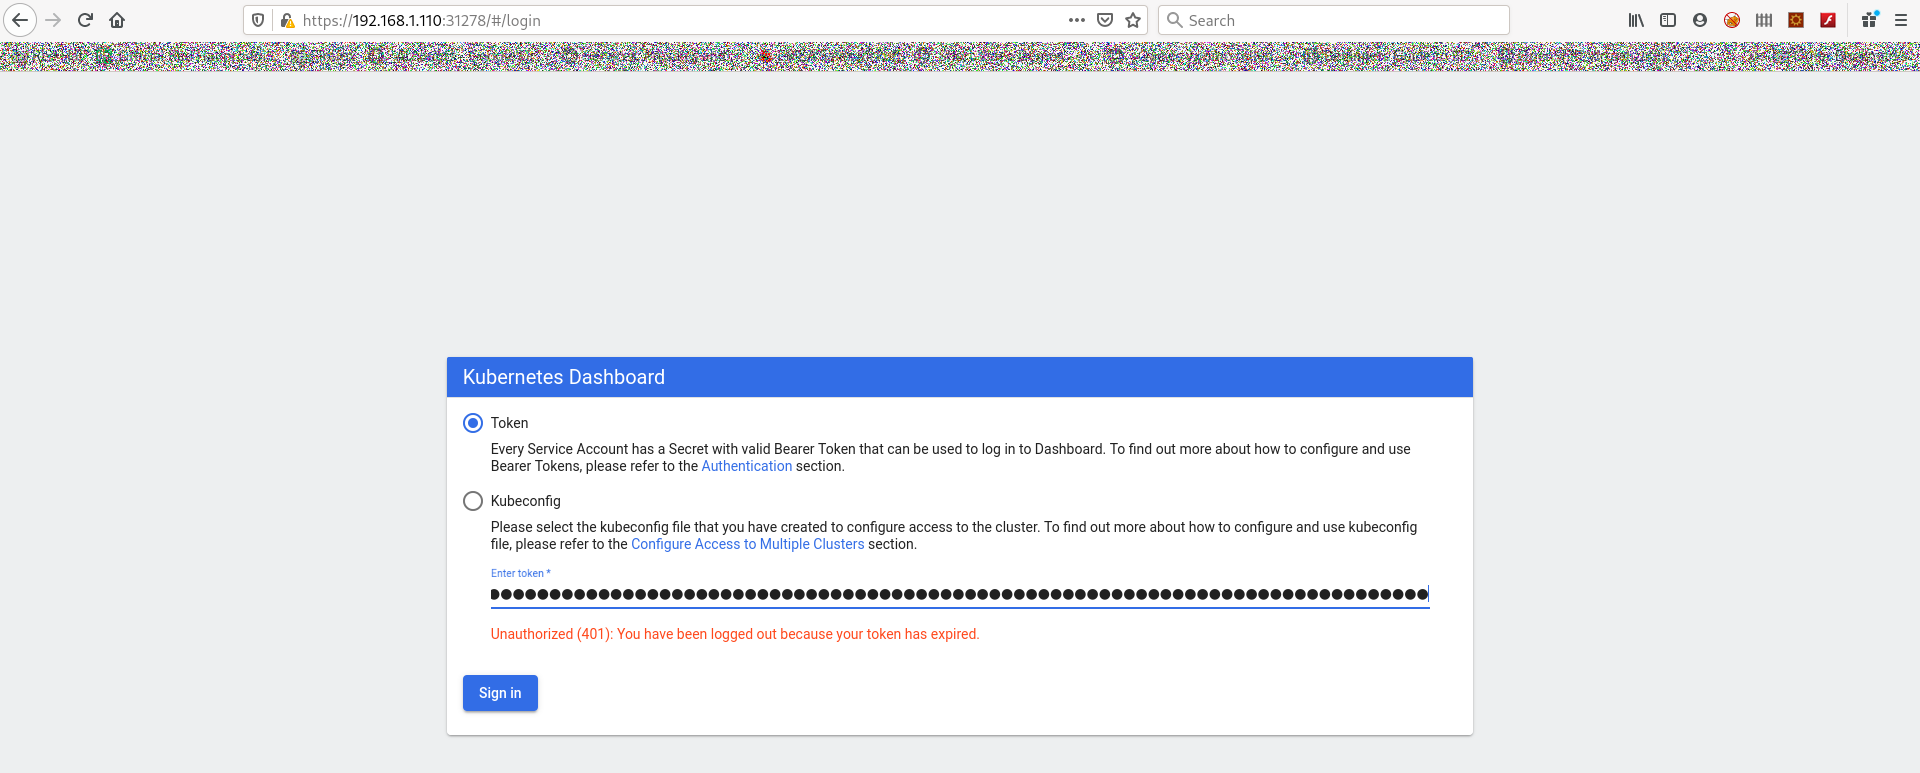 https://192.168.1.110:31278/#/login
Search
Kubernetes Dashboard
Token
Every Service Account has a Secret with valid Bearer Token that can be used to log in to Dashboard. To find out more about how to configure and use
Bearer Tokens, please refer to the Authentication section.
Kubeconfig
Please select the kubeconfig file that you have created to configure access to the cluster. To find out more about how to configure and use kubeconfig
file, please refer to the Configure Access to Multiple Clusters section.
Enter token *
Unauthorized (401): You have been logged out because your token has expired.
Sign in